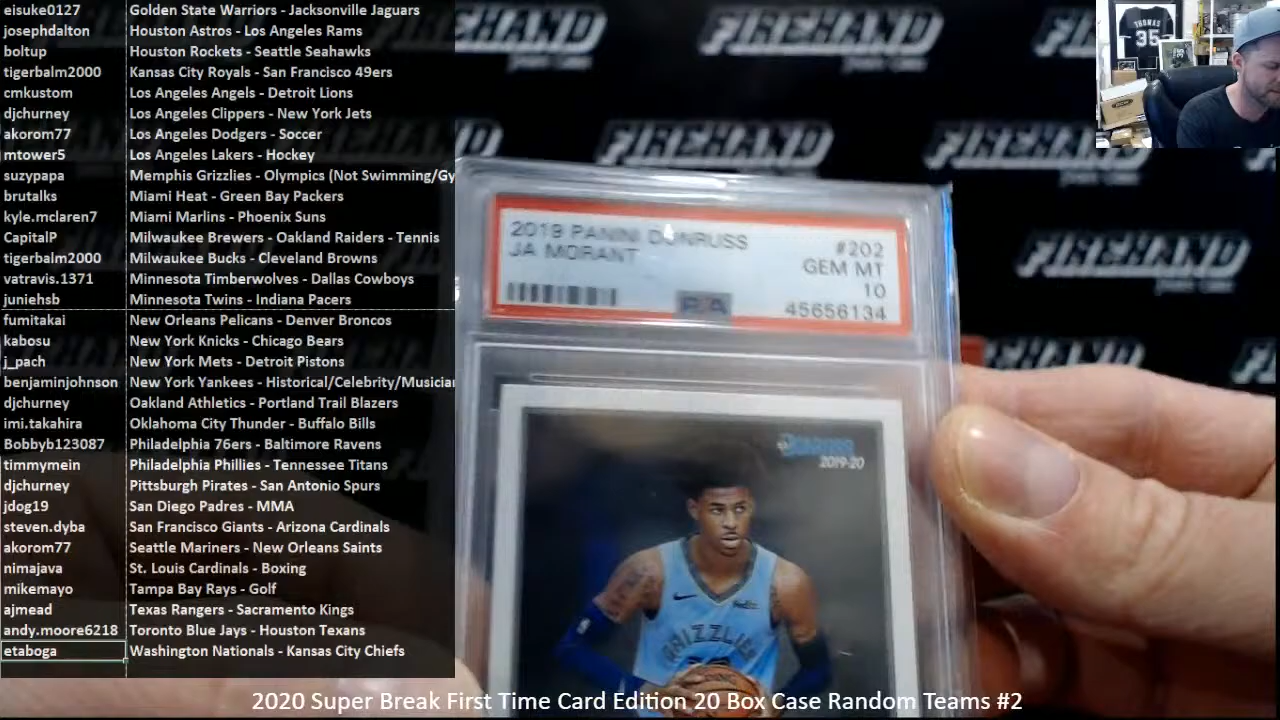 eisuke0127 Golden State Warriors - Jacksonville Jaguars
josephdalton Houston Astros - Los Angeles Rams
boltup Houston Rockets - Seattle Seahawks
tigerbalm2000 Kansas City Royals - San Francisco 49ers
cmkustom Los Angeles Angels - Detroit Lions
djchurney Los Angeles Clippers - New York Jets
akorom77 Los Angeles Dodgers - Soccer
mtower5 Los Angeles Lakers - Hockey
suzypapa Memphis Grizzlies - Olympics (Not Swimming/Gy
brutalks Miami Heat - Green Bay Packers
kyle.mclaren7 Miami Marlins - Phoenix Suns
CapitalP Milwaukee Brewers - Oakland Raiders - Tennis
tigerbalm2000 Milwaukee Bucks - Cleveland Browns
vatravis.1371 Minnesota Timberwolves - Dallas Cowboys
juniehsb Minnesota Twins - Indiana Pacers
fumitakai New Orleans Pelicans - Denver Broncos
kabosu New York Knicks - Chicago Bears
j_pach New York Mets - Detroit Pistons
benjaminjohnson New York Yankees - Historical/Celebrity/Musician
djchurney Oakland Athletics - Portland Trail Blazers
imi.takahira Oklahoma City Thunder - Buffalo Bills
Bobbyb123087 Philadelphia 76ers - Baltimore Ravens
timmymein Philadelphia Phillies - Tennessee Titans
djchurney Pittsburgh Pirates - San Antonio Spurs
jdog19 San Diego Padres - MMA
steven.dyba San Francisco Giants - Arizona Cardinals
akorom77 Seattle Mariners - New Orleans Saints
nimajava St. Louis Cardinals - Boxing
mikemayo Tampa Bay Rays - Golf
ajmead Texas Rangers - Sacramento Kings
andy.moore6218 Toronto Blue Jays - Houston Texans
etaboga Washington Nationals - Kansas City Chiefs
FIREHAND
FIREHAND
FIREHAND
FIREHAND
THOMAS
35
2019 PANINI DONRUSS #202
JA MORANT GEM MT
10
PSA 45656134
DONRUSS
2019-20
GRIZZLIES
2020 Super Break First Time Card Edition 20 Box Case Random Teams #2